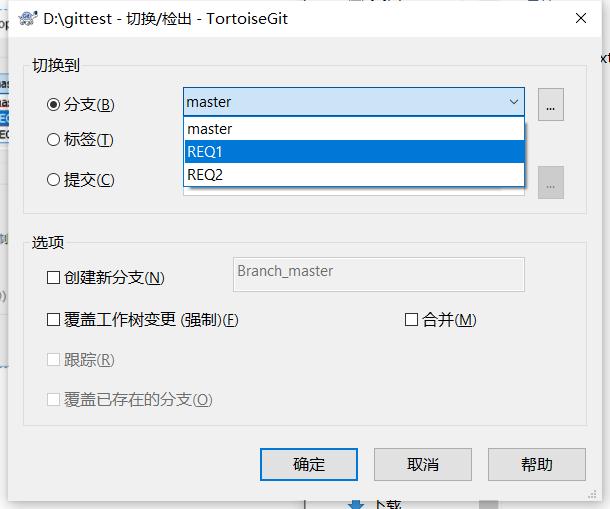 D:\gittest - 切换/检出 - TortoiseGit
切换到
分支(B)
master
...
master
标签(T)
REQ1
提交(C)
REQ2
...
选项
创建新分支(N)
Branch_master
覆盖工作树变更 (强制)(F)
合并(M)
跟踪(R)
覆盖已存在的分支(O)
确定
取消
帮助
下载